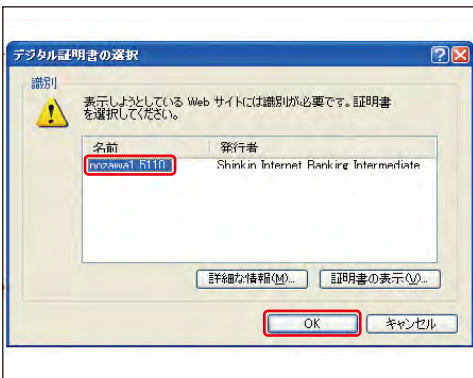 デジタル証明書の選択
識別
表示しようとしている Web サイトには識別が必要です。証明書
を選択してください。
名前 発行者
nozawa1 5110 Shinkin Internet Banking Intermediate
詳細な情報(M)... 証明書の表示(V)...
OK キャンセル